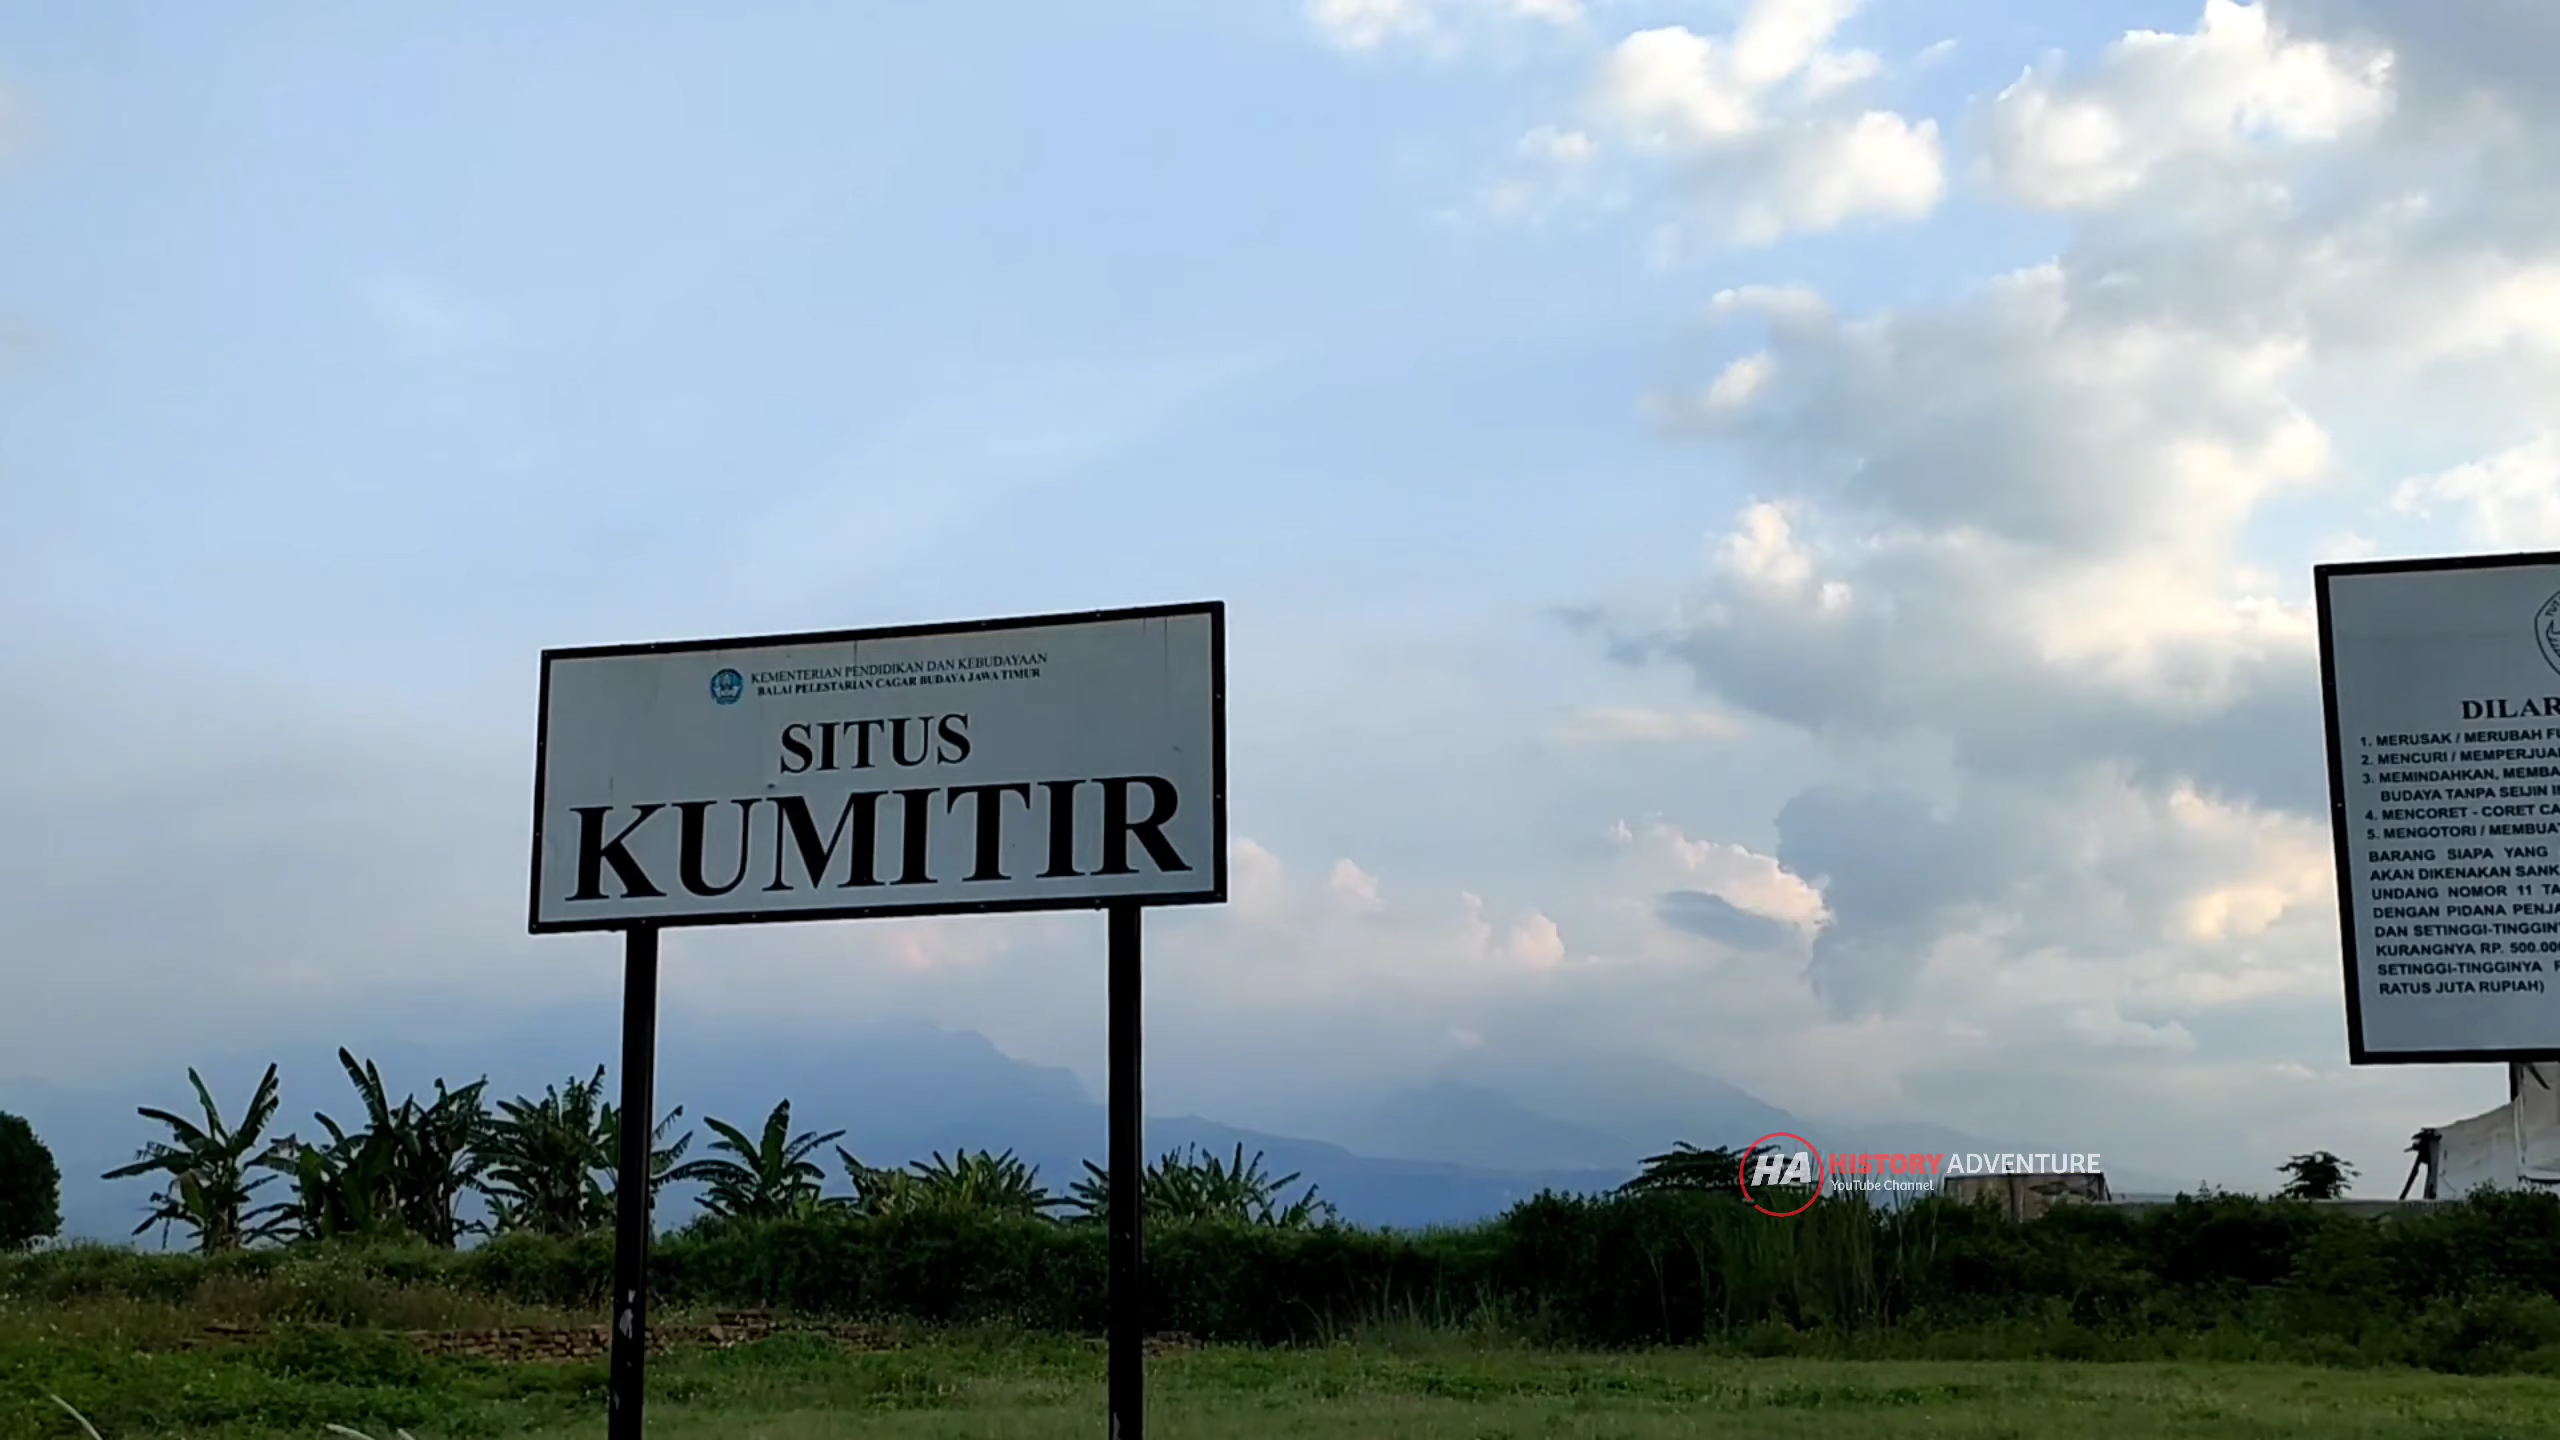 KEMENTERIAN PENDIDIKAN DAN KEBUDAYAAN
BALAI PELESTARIAN CAGAR BUDAYA JAWA TIMUR
SITUS
KUMITIR
DILAR
1. MERUSAK / MERUBAH FU
2. MENCURI / MEMPERJUA
3. MEMINDAHKAN, MEMBA
BUDAYA TANPA SEIJIN I
4. MENCORET - CORET CA
5. MENGOTORI / MEMBUA
BARANG SIAPA YANG
AKAN DIKENAKAN SANK
UNDANG NOMOR 11 TA
DENGAN PIDANA PENJA
DAN SETINGGI-TINGGIN
KURANGNYA RP. 500.00
SETINGGI-TINGGINYA
RATUS JUTA RUPIAH)
HA HISTORY ADVENTURE
YouTube Channel